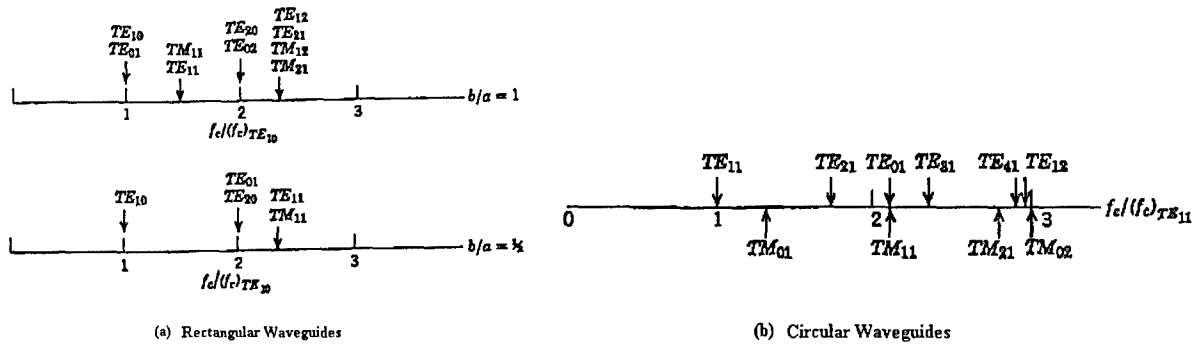 TE12
TE10 TE20 TE21
TE01 TM11 TE02 TM12
TE11 TM21
b/a = 1
1 2 3
fc/(fc)TE10
TE01
TE10 TE20 TE11
TM11
b/a = ½
1 2 3
fc/(fc)TE10
(a) Rectangular Waveguides
TE11 TE21 TE01 TE31 TE41 TE12
0 1 2 3 fc/(fc)TE11
TM01 TM11 TM21 TM02
(b) Circular Waveguides